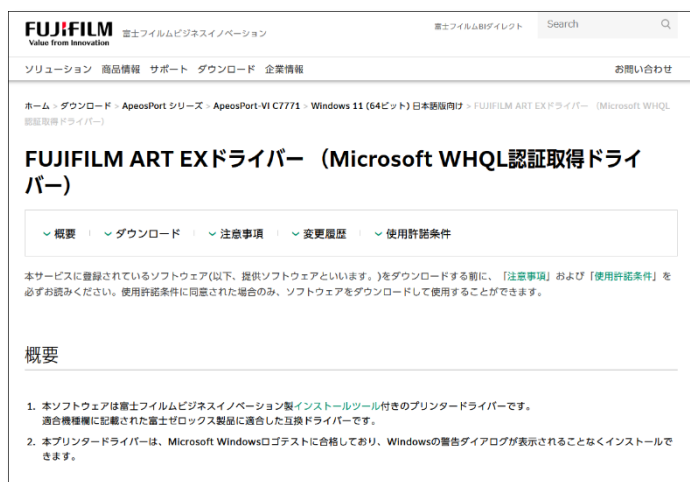 FUJIFILM
Value from Innovation
富士フイルムビジネスイノベーション
富士フイルムBIダイレクト
Search
ソリューション 商品情報 サポート ダウンロード 企業情報
お問い合わせ
ホーム > ダウンロード > ApeosPort シリーズ > ApeosPort-VI C7771 > Windows 11 (64ビット) 日本語版向け > FUJIFILM ART EXドライバー （Microsoft WHQL
認証取得ドライバー）
FUJIFILM ART EXドライバー （Microsoft WHQL認証取得ドライ
バー）
概要 ダウンロード 注意事項 変更履歴 使用許諾条件
本サービスに登録されているソフトウェア(以下、提供ソフトウェアといいます。)をダウンロードする前に、「注意事項」および「使用許諾条件」を
必ずお読みください。使用許諾条件に同意された場合のみ、ソフトウェアをダウンロードして使用することができます。
概要
1. 本ソフトウェアは富士フイルムビジネスイノベーション製インストールツール付きのプリンタードライバーです。
適合機種欄に記載された富士ゼロックス製品に適合した互換ドライバーです。
2. 本プリンタードライバーは、Microsoft Windowsロゴテストに合格しており、Windowsの警告ダイアログが表示されることなくインストールで
きます。